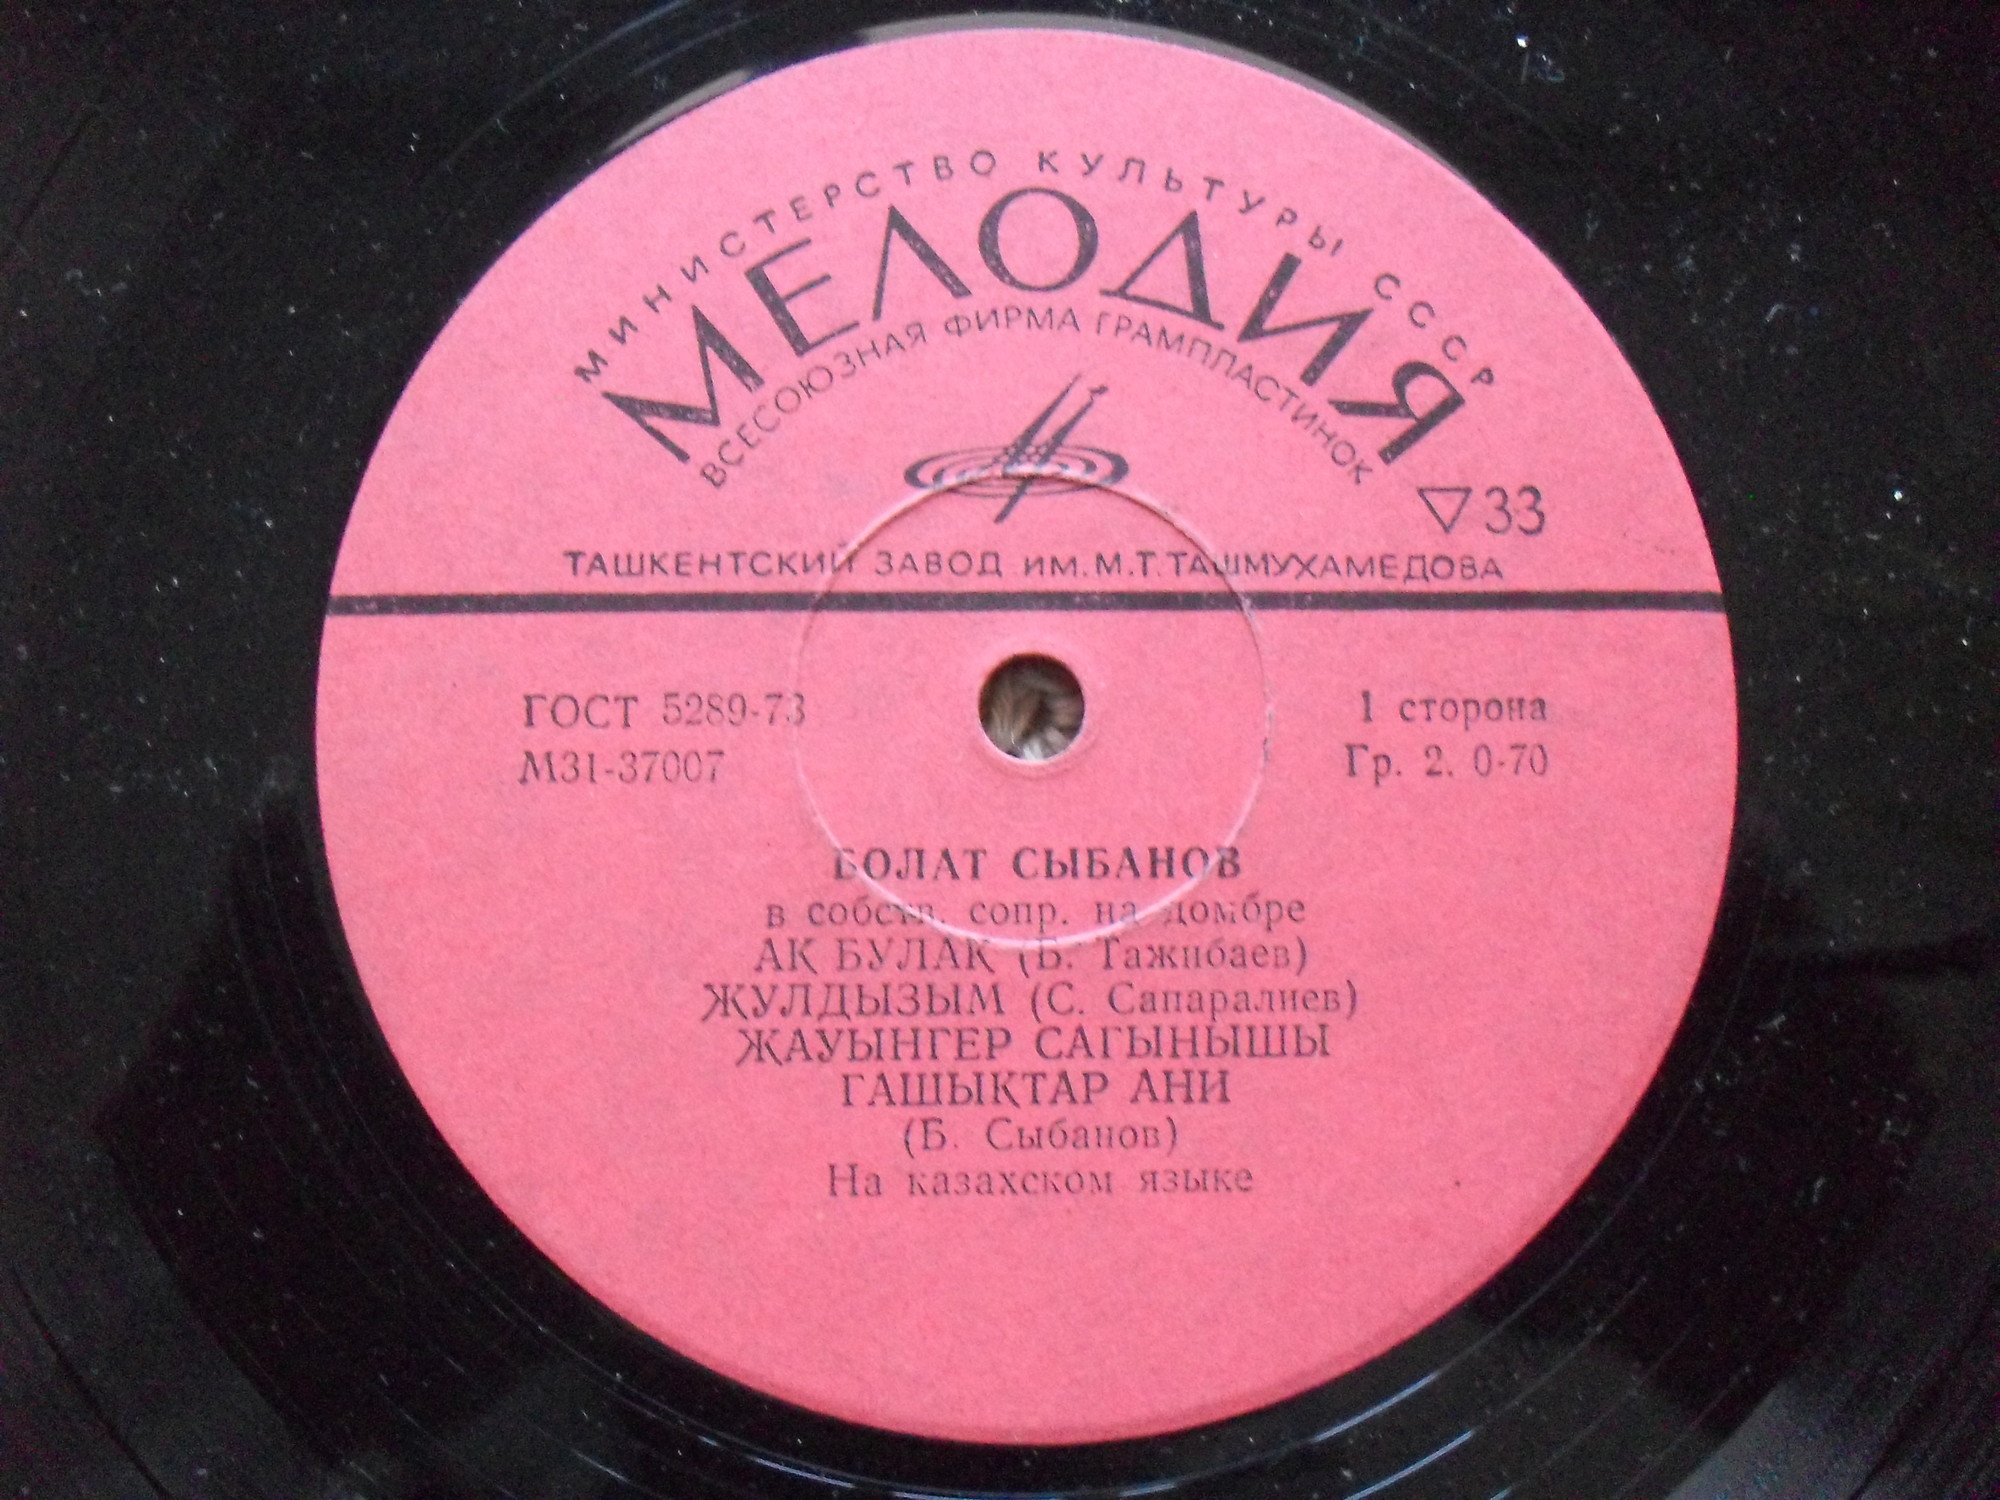 МИНИСТЕРСТВО КУЛЬТУРЫ СССР
МЕЛОДИЯ
ВСЕСОЮЗНАЯ ФИРМА ГРАМПЛАСТИНОК
33
ТАШКЕНТСКИЙ ЗАВОД ИМ. М.Т. ТАШМУХАМЕДОВА
ГОСТ 5289-73
М31-37007
1 сторона
Гр. 2. 0-70
БОЛАТ СЫБАНОВ
в собств. сопр. на домбре
АҚ БУЛАҚ (Б. Тажибаев)
ЖУЛДЫЗЫМ (С. Сапаралиев)
ЖАУЫНГЕР САГЫНЫШЫ
ГАШЫҚТАР АНИ
(Б. Сыбанов)
На казахском языке